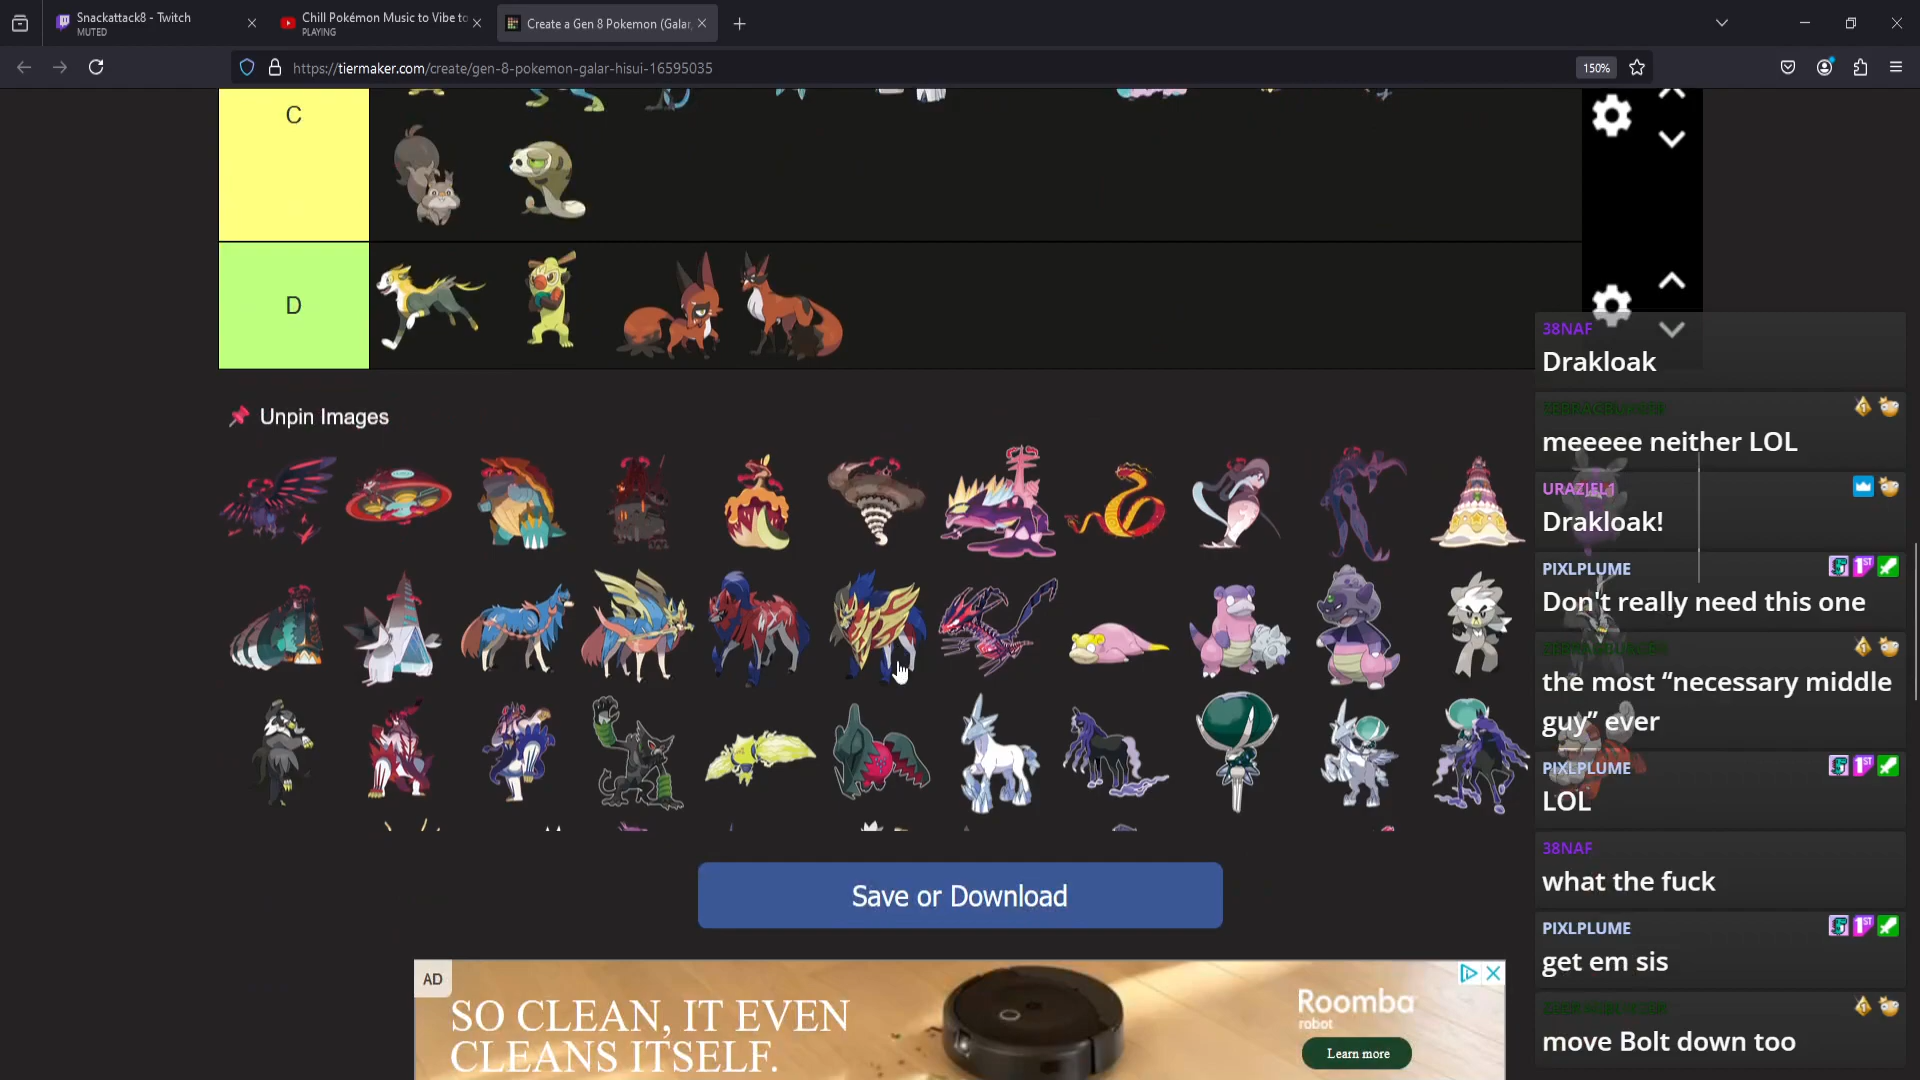 Snackattack8 - Twitch
MUTED
Chill Pokémon Music to Vibe to
PLAYING
Create a Gen 8 Pokemon (Galar,
https://tiermaker.com/create/gen-8-pokemon-galar-hisui-16595035
150%
C
D
Unpin Images
Save or Download
AD
SO CLEAN, IT EVEN
CLEANS ITSELF.
Roomba
robot
Learn more
38NAF
Drakloak
meeeee neither LOL
URAZIEL1
Drakloak!
PIXLPLUME
1ST
Don't really need this one
the most “necessary middle
guy” ever
PIXLPLUME
1ST
LOL
38NAF
what the fuck
PIXLPLUME
1ST
get em sis
move Bolt down too